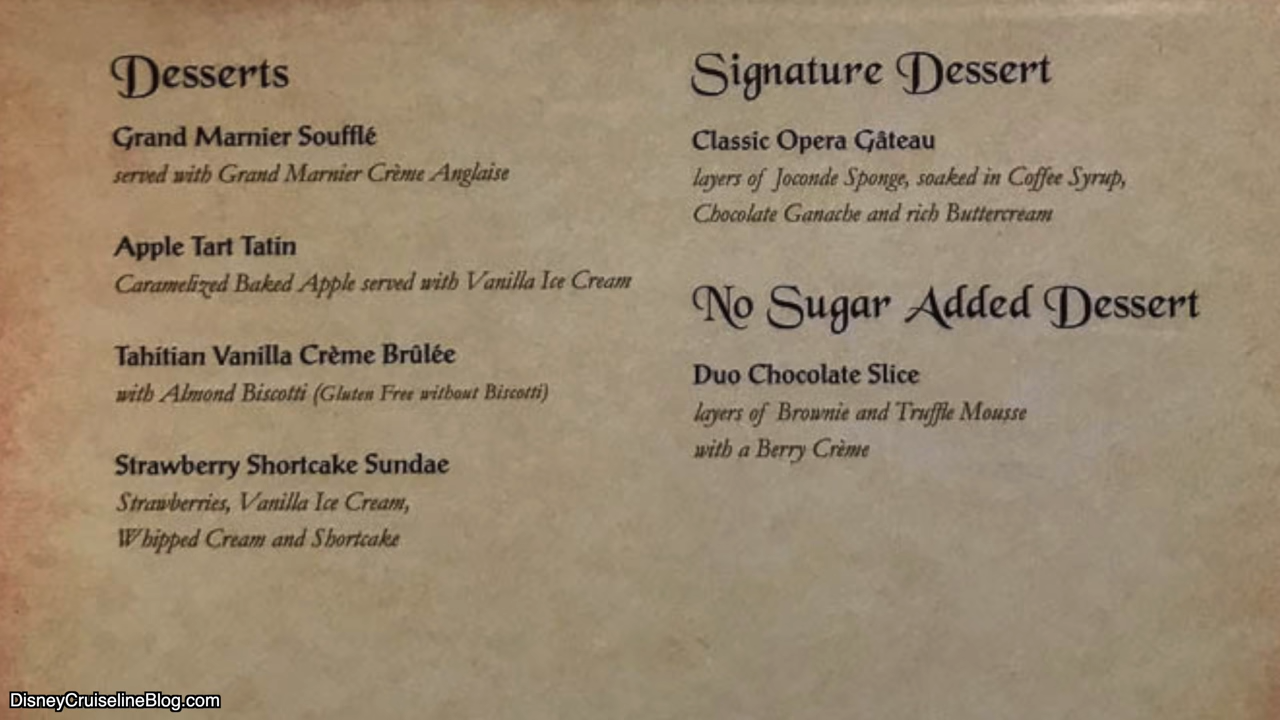 Desserts
Grand Marnier Soufflé
served with Grand Marnier Crème Anglaise
Apple Tart Tatin
Caramelized Baked Apple served with Vanilla Ice Cream
Tahitian Vanilla Crème Brûlée
with Almond Biscotti (Gluten Free without Biscotti)
Strawberry Shortcake Sundae
Strawberries, Vanilla Ice Cream,
Whipped Cream and Shortcake
Signature Dessert
Classic Opera Gâteau
layers of Joconde Sponge, soaked in Coffee Syrup,
Chocolate Ganache and rich Buttercream
No Sugar Added Dessert
Duo Chocolate Slice
layers of Brownie and Truffle Mousse
with a Berry Crème
DisneyCruiselineBlog.com